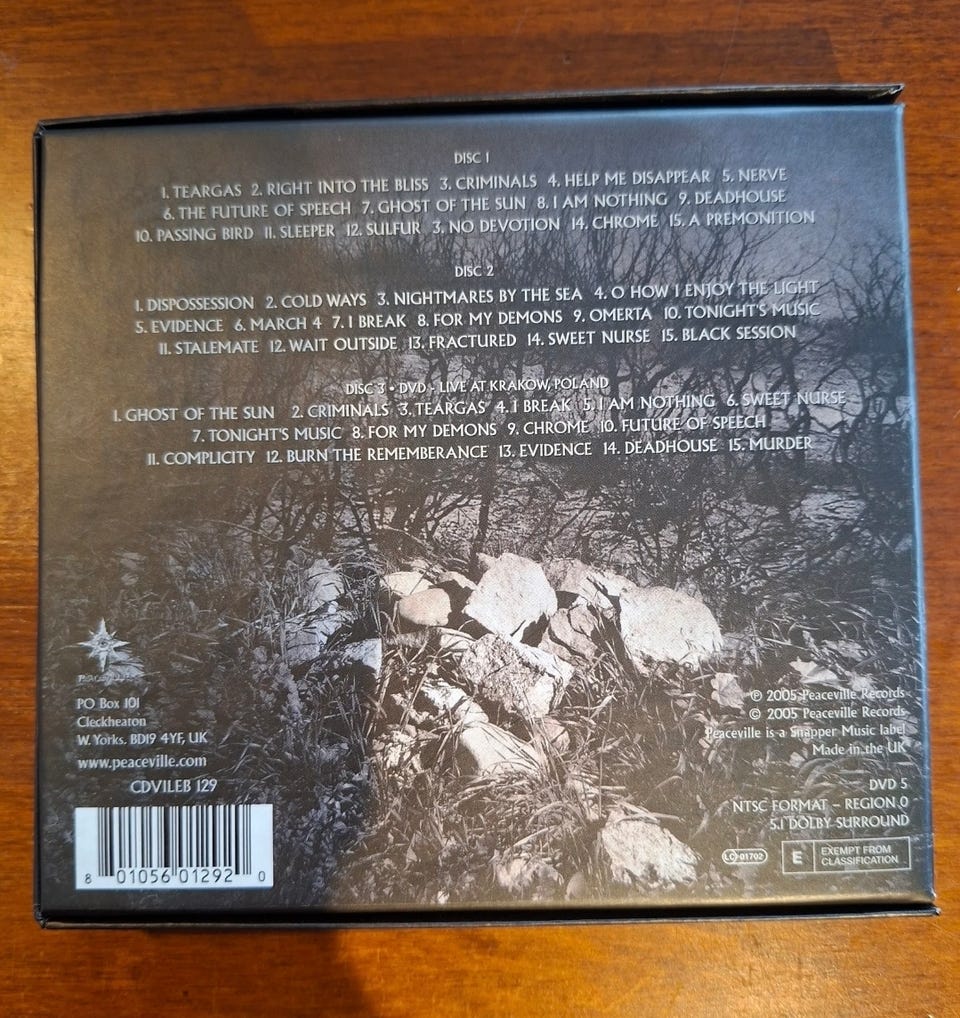 DISC 1
1. TEARGAS 2. RIGHT INTO THE BLISS 3. CRIMINALS 4. HELP ME DISAPPEAR 5. NERVE
6. THE FUTURE OF SPEECH 7. GHOST OF THE SUN 8. I AM NOTHING 9. DEADHOUSE
10. PASSING BIRD 11. SLEEPER 12. SULFUR 3. NO DEVOTION 14. CHROME 15. A PREMONITION
DISC 2
1. DISPOSSESSION 2. COLD WAYS 3. NIGHTMARES BY THE SEA 4. O HOW I ENJOY THE LIGHT
5. EVIDENCE 6. MARCH 4 7. I BREAK 8. FOR MY DEMONS 9. OMERTA 10. TONIGHT'S MUSIC
11. STALEMATE 12. WAIT OUTSIDE 13. FRACTURED 14. SWEET NURSE 15. BLACK SESSION
DISC 3 • DVD - LIVE AT KRAKOW, POLAND
1. GHOST OF THE SUN 2. CRIMINALS 3. TEARGAS 4. I BREAK 5. I AM NOTHING 6. SWEET NURSE
7. TONIGHT'S MUSIC 8. FOR MY DEMONS 9. CHROME 10. FUTURE OF SPEECH
11. COMPLICITY 12. BURN THE REMEMBERANCE 13. EVIDENCE 14. DEADHOUSE 15. MURDER
PO Box 101
Cleckheaton
W. Yorks. BD19 4YF, UK
www.peaceville.com
CDVILEB 129
8 01056 01292 0
℗ 2005 Peaceville Records
© 2005 Peaceville Records
Peaceville is a Snapper Music label
Made in the UK
DVD 5
NTSC FORMAT – REGION 0
5.1 DOLBY SURROUND
LC 01702
E EXEMPT FROM
CLASSIFICATION